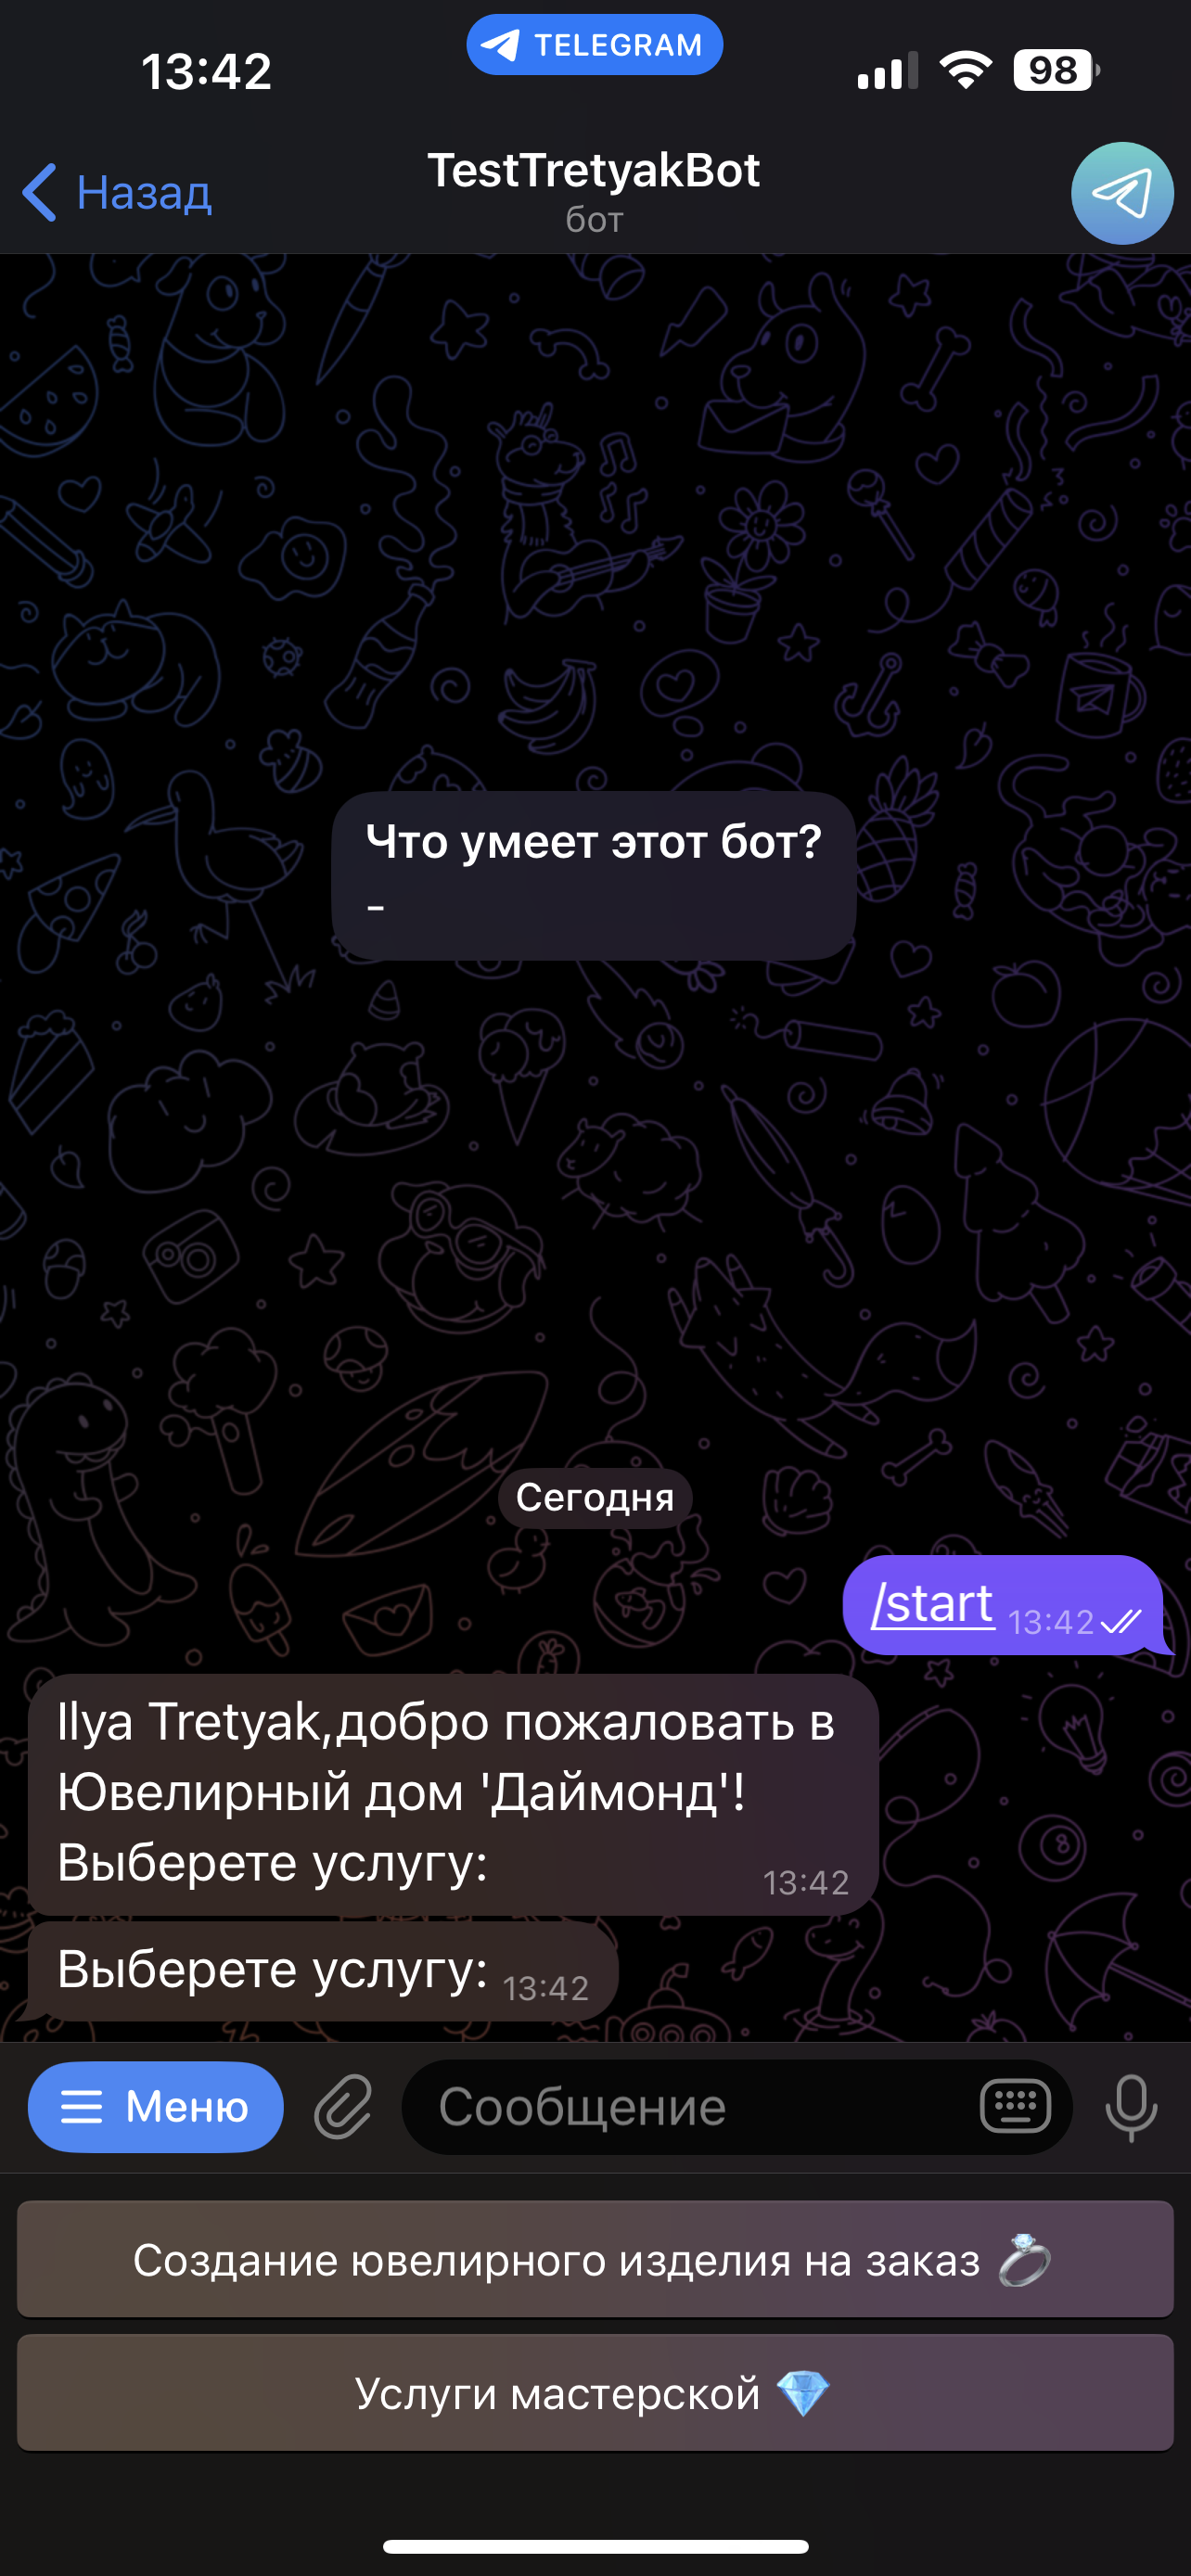 13:42
TELEGRAM
98
Назад
TestTretyakBot
бот
Что умеет этот бот?
-
Сегодня
/start 13:42
Ilya Tretyak,добро пожаловать в
Ювелирный дом 'Даймонд'!
Выберете услугу:
13:42
Выберете услугу: 13:42
Меню
Сообщение
Создание ювелирного изделия на заказ 💍
Услуги мастерской 💎